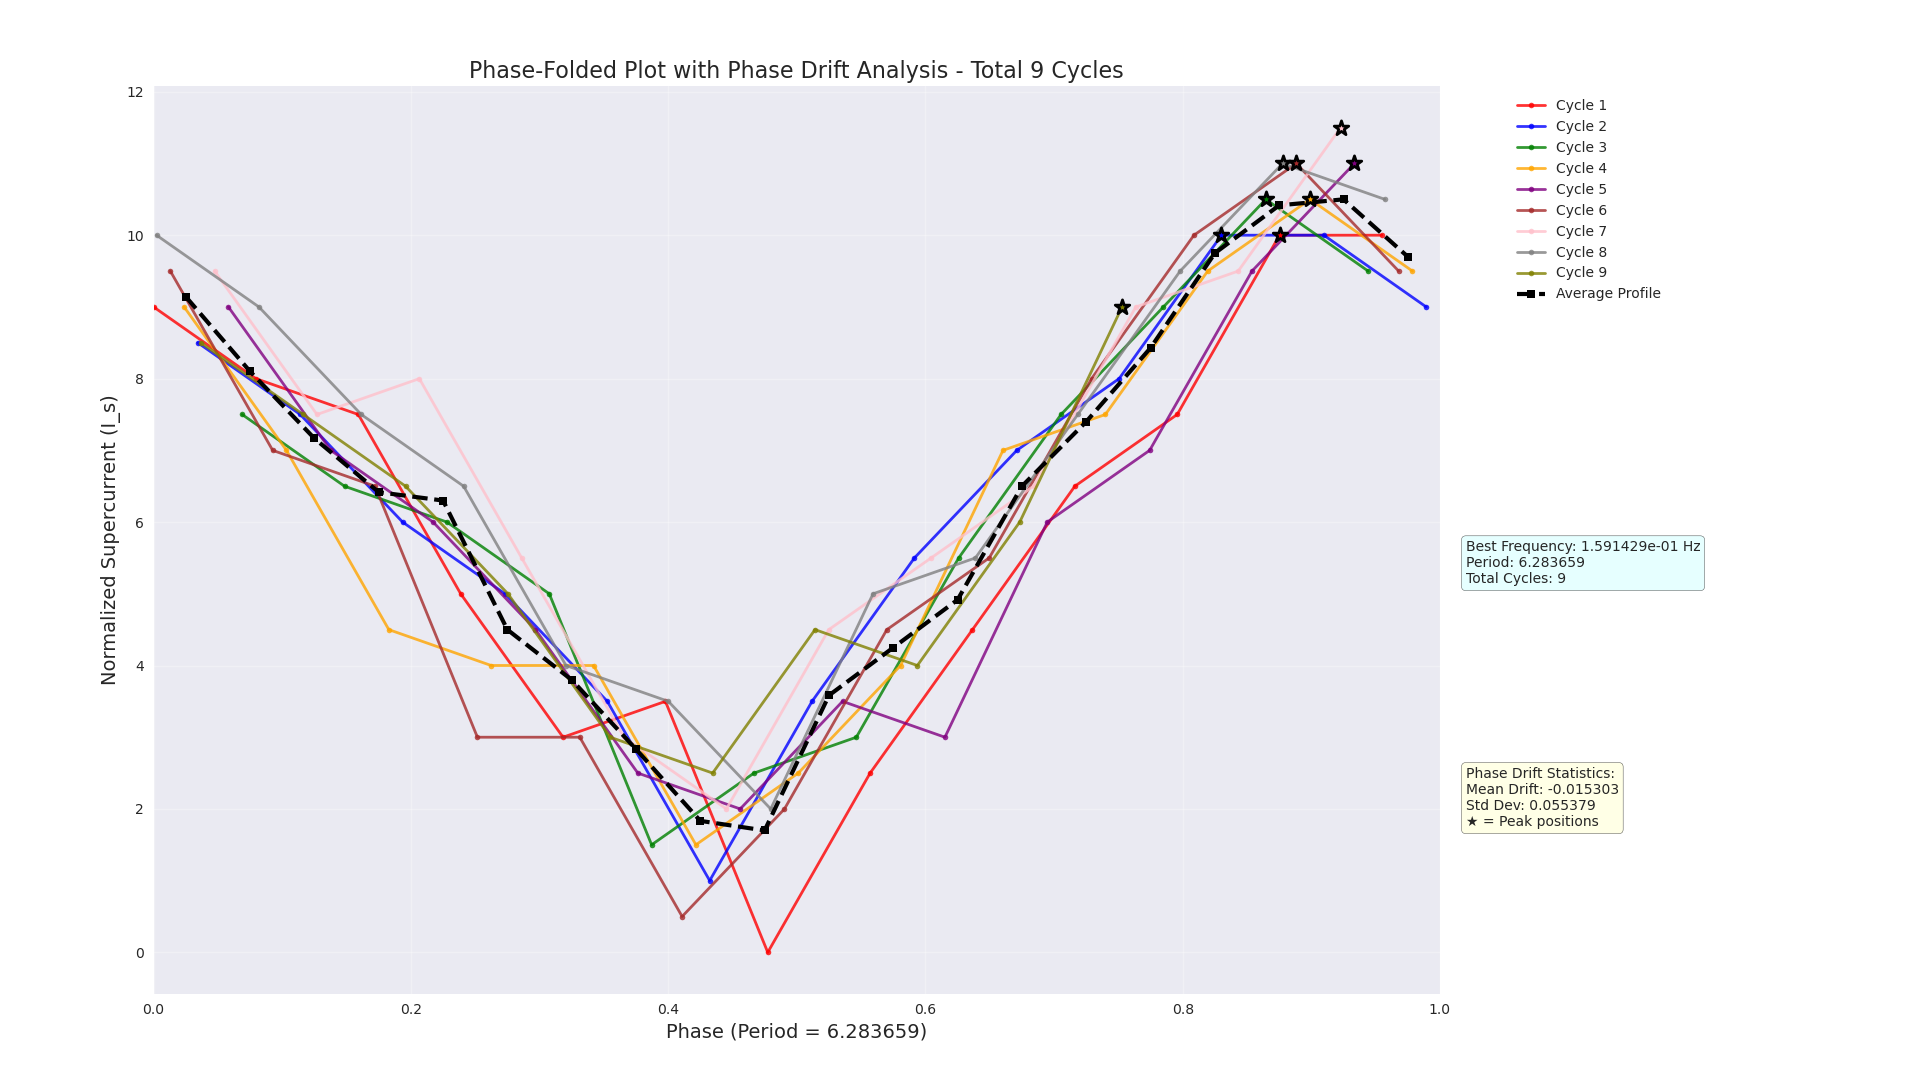 Phase-Folded Plot with Phase Drift Analysis - Total 9 Cycles
12
10
8
6
4
2
0
Normalized Supercurrent (I_s)
0.0
0.2
0.4
0.6
0.8
1.0
Phase (Period = 6.283659)
Cycle 1
Cycle 2
Cycle 3
Cycle 4
Cycle 5
Cycle 6
Cycle 7
Cycle 8
Cycle 9
Average Profile
Best Frequency: 1.591429e-01 Hz
Period: 6.283659
Total Cycles: 9
Phase Drift Statistics:
Mean Drift: -0.015303
Std Dev: 0.055379
★ = Peak positions